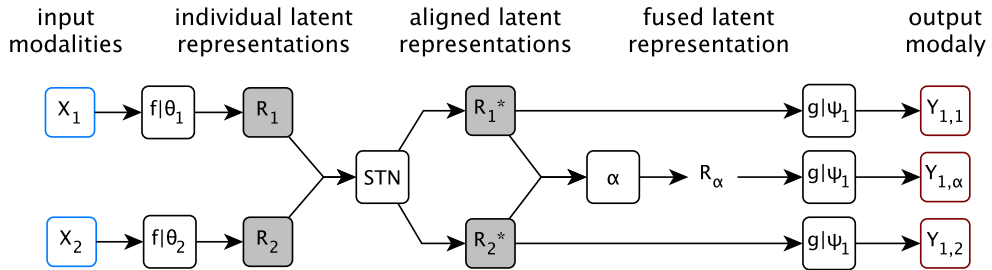 input modalities
individual latent representations
aligned latent representations
fused latent representation
output modaly
X1 f|θ1 R1 R1* g|ψ1 Y1,1
STN α Rα g|ψ1 Y1,α
X2 f|θ2 R2 R2* g|ψ1 Y1,2